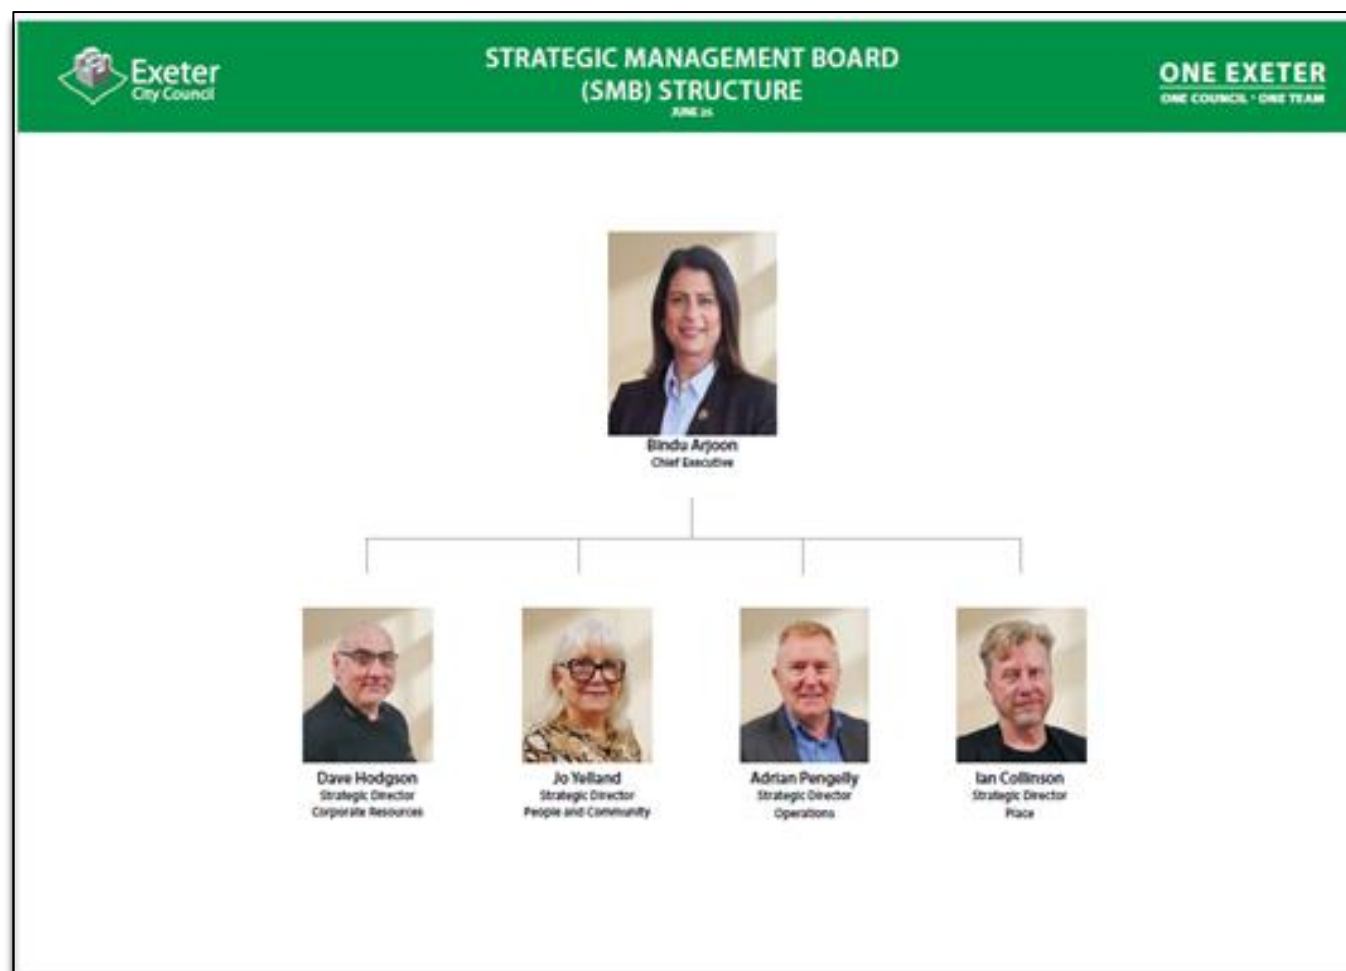 Exeter
City Council
STRATEGIC MANAGEMENT BOARD
(SMB) STRUCTURE
JUNE 25
ONE EXETER
ONE COUNCIL · ONE TEAM
Bindu Arjoon
Chief Executive
Dave Hodgson
Strategic Director
Corporate Resources
Jo Yelland
Strategic Director
People and Community
Adrian Pengelly
Strategic Director
Operations
Ian Collinson
Strategic Director
Place